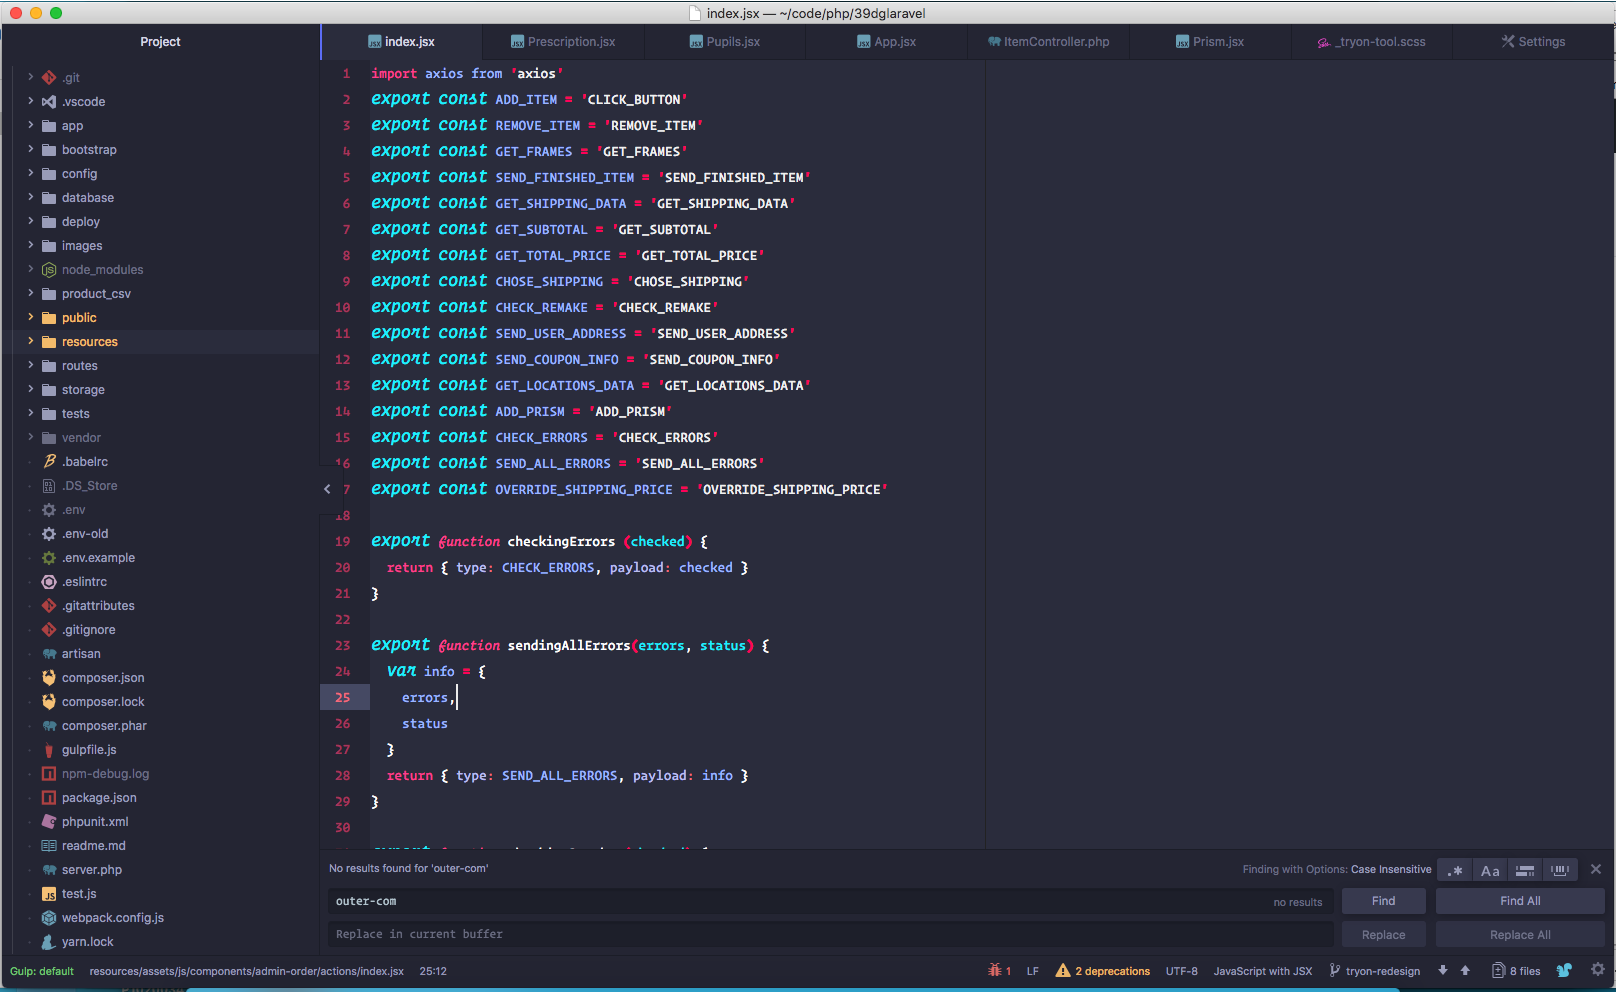 index.jsx — ~/code/php/39dglaravel
Project
index.jsx
Prescription.jsx
Pupils.jsx
App.jsx
ItemController.php
Prism.jsx
_tryon-tool.scss
Settings
.git
.vscode
app
bootstrap
config
database
deploy
images
node_modules
product_csv
public
resources
routes
storage
tests
vendor
.babelrc
.DS_Store
.env
.env-old
.env.example
.eslintrc
.gitattributes
.gitignore
artisan
composer.json
composer.lock
composer.phar
gulpfile.js
npm-debug.log
package.json
phpunit.xml
readme.md
server.php
test.js
webpack.config.js
yarn.lock
1 import axios from 'axios'
2 export const ADD_ITEM = 'CLICK_BUTTON'
3 export const REMOVE_ITEM = 'REMOVE_ITEM'
4 export const GET_FRAMES = 'GET_FRAMES'
5 export const SEND_FINISHED_ITEM = 'SEND_FINISHED_ITEM'
6 export const GET_SHIPPING_DATA = 'GET_SHIPPING_DATA'
7 export const GET_SUBTOTAL = 'GET_SUBTOTAL'
8 export const GET_TOTAL_PRICE = 'GET_TOTAL_PRICE'
9 export const CHOSE_SHIPPING = 'CHOSE_SHIPPING'
10 export const CHECK_REMAKE = 'CHECK_REMAKE'
11 export const SEND_USER_ADDRESS = 'SEND_USER_ADDRESS'
12 export const SEND_COUPON_INFO = 'SEND_COUPON_INFO'
13 export const GET_LOCATIONS_DATA = 'GET_LOCATIONS_DATA'
14 export const ADD_PRISM = 'ADD_PRISM'
15 export const CHECK_ERRORS = 'CHECK_ERRORS'
16 export const SEND_ALL_ERRORS = 'SEND_ALL_ERRORS'
7 export const OVERRIDE_SHIPPING_PRICE = 'OVERRIDE_SHIPPING_PRICE'
18
19 export function checkingErrors (checked) {
20 return { type: CHECK_ERRORS, payload: checked }
21 }
22
23 export function sendingAllErrors(errors, status) {
24 var info = {
25 errors,
26 status
27 }
28 return { type: SEND_ALL_ERRORS, payload: info }
29 }
30
No results found for 'outer-com'
Finding with Options: Case Insensitive
.* Aa
outer-com
no results
Find
Find All
Replace in current buffer
Replace
Replace All
Gulp: default
resources/assets/js/components/admin-order/actions/index.jsx
25:12
1
LF
2 deprecations
UTF-8
JavaScript with JSX
tryon-redesign
8 files